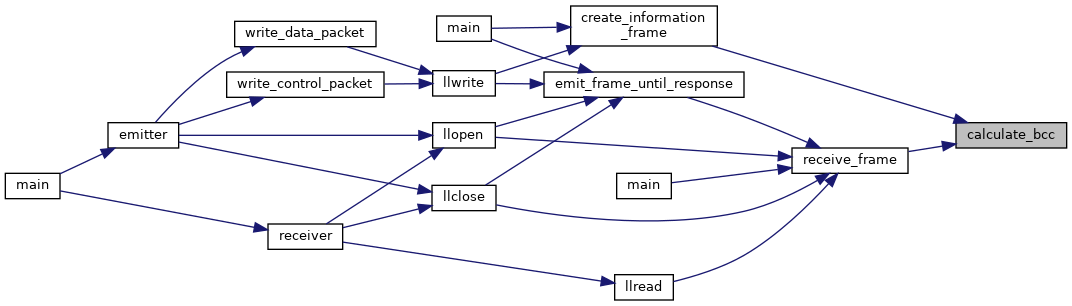 main
create_information
_frame
write_data_packet
write_control_packet
llwrite
emit_frame_until_response
emitter
llopen
calculate_bcc
receive_frame
main
main
llclose
receiver
llread